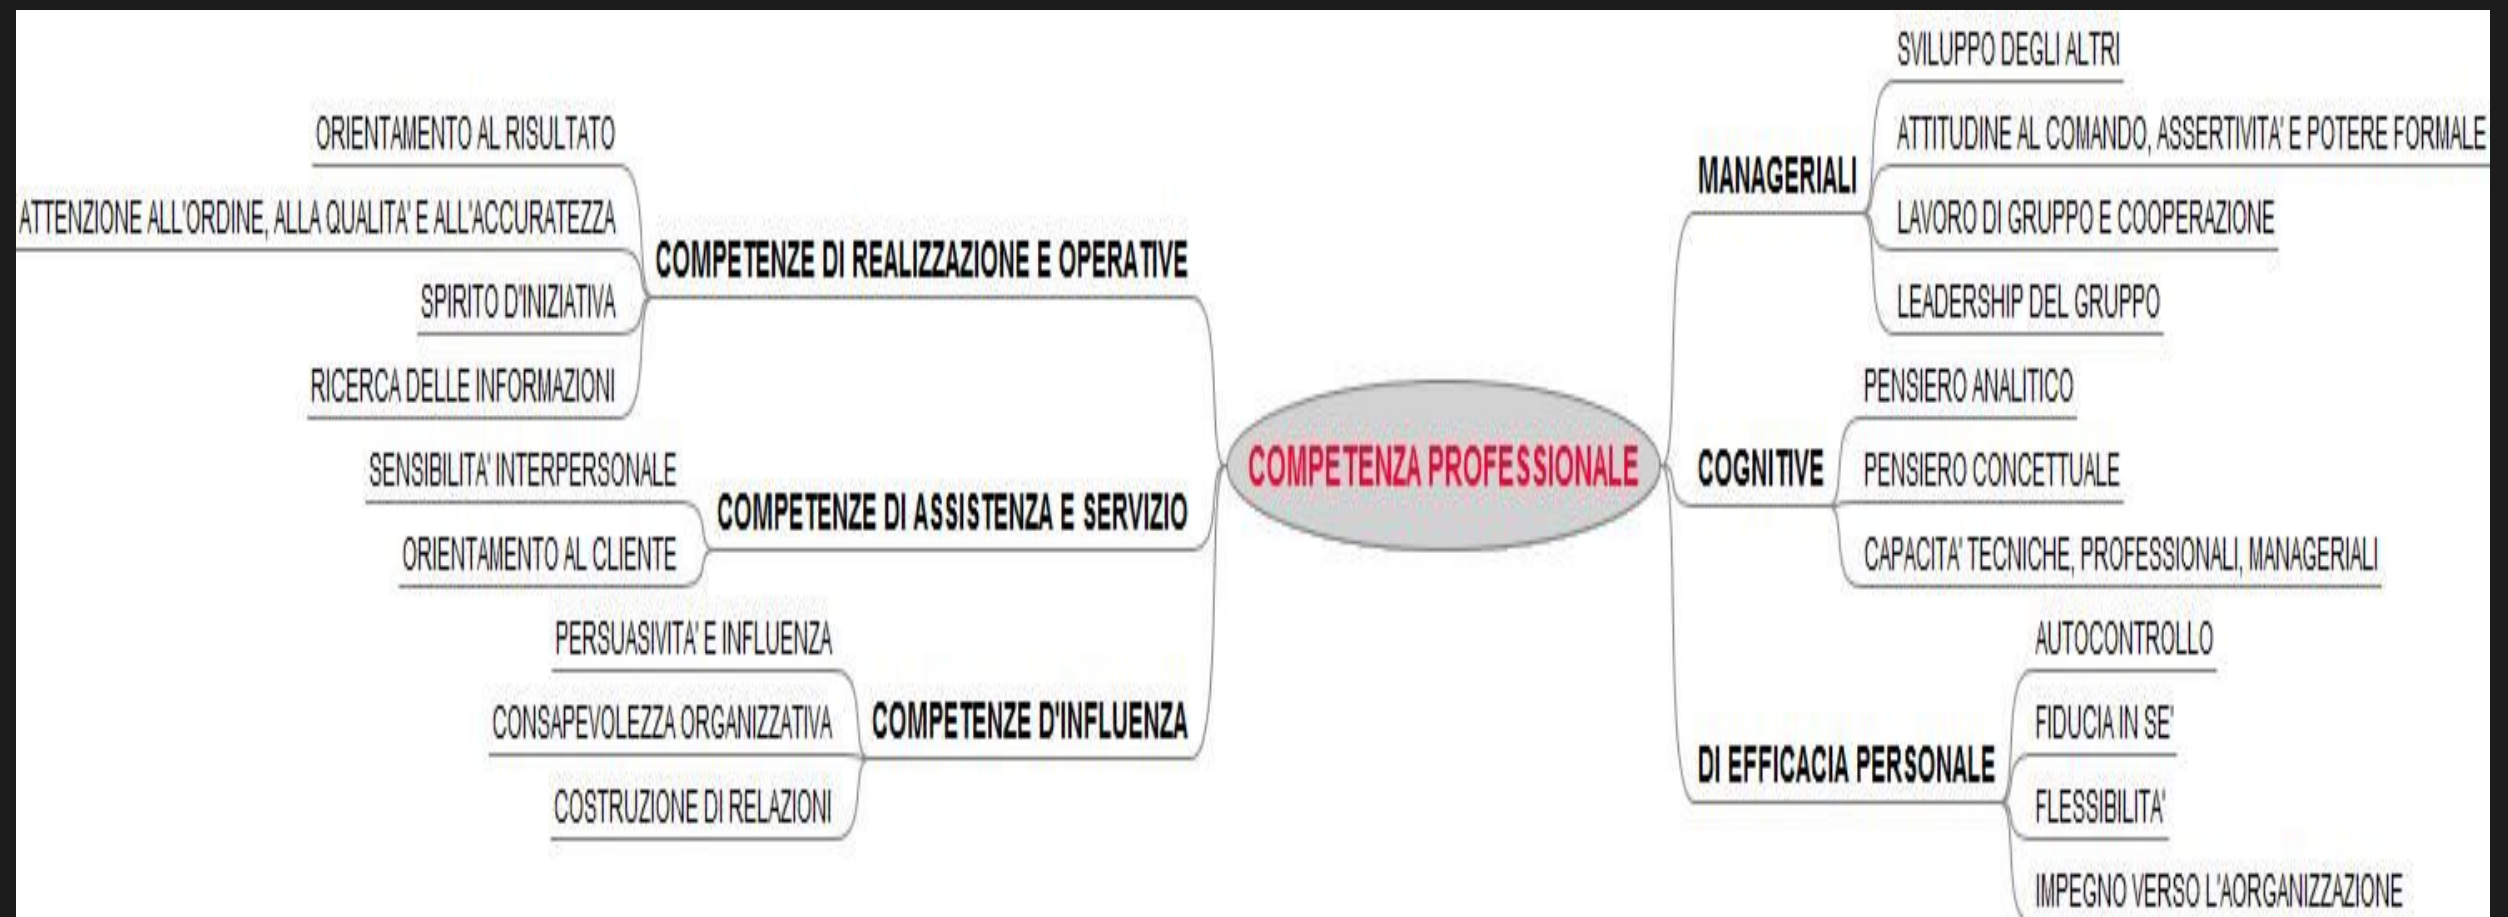 COMPETENZA PROFESSIONALE
COMPETENZE DI REALIZZAZIONE E OPERATIVE
ORIENTAMENTO AL RISULTATO
ATTENZIONE ALL'ORDINE, ALLA QUALITA' E ALL'ACCURATEZZA
SPIRITO D'INIZIATIVA
RICERCA DELLE INFORMAZIONI
COMPETENZE DI ASSISTENZA E SERVIZIO
SENSIBILITA' INTERPERSONALE
ORIENTAMENTO AL CLIENTE
COMPETENZE D'INFLUENZA
PERSUASIVITA' E INFLUENZA
CONSAPEVOLEZZA ORGANIZZATIVA
COSTRUZIONE DI RELAZIONI
MANAGERIALI
SVILUPPO DEGLI ALTRI
ATTITUDINE AL COMANDO, ASSERTIVITA' E POTERE FORMALE
LAVORO DI GRUPPO E COOPERAZIONE
LEADERSHIP DEL GRUPPO
COGNITIVE
PENSIERO ANALITICO
PENSIERO CONCETTUALE
CAPACITA' TECNICHE, PROFESSIONALI, MANAGERIALI
DI EFFICACIA PERSONALE
AUTOCONTROLLO
FIDUCIA IN SE'
FLESSIBILITA'
IMPEGNO VERSO L'AORGANIZZAZIONE